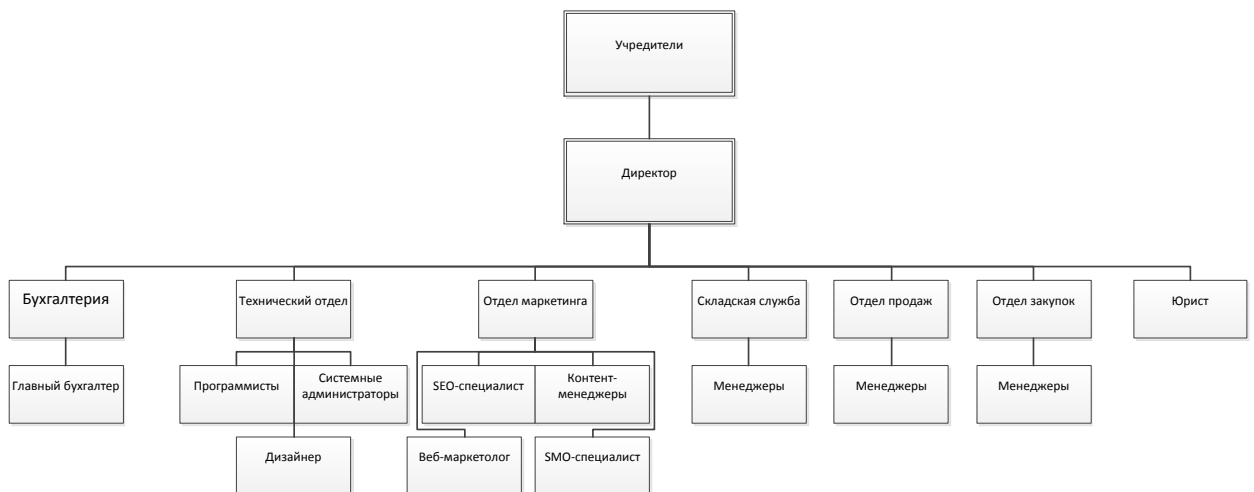 Учредители
Директор
Бухгалтерия
Технический отдел
Отдел маркетинга
Складская служба
Отдел продаж
Отдел закупок
Юрист
Главный бухгалтер
Программисты
Системные
администраторы
SEO-специалист
Контент-
менеджеры
Менеджеры
Менеджеры
Менеджеры
Дизайнер
Веб-маркетолог
SMO-специалист